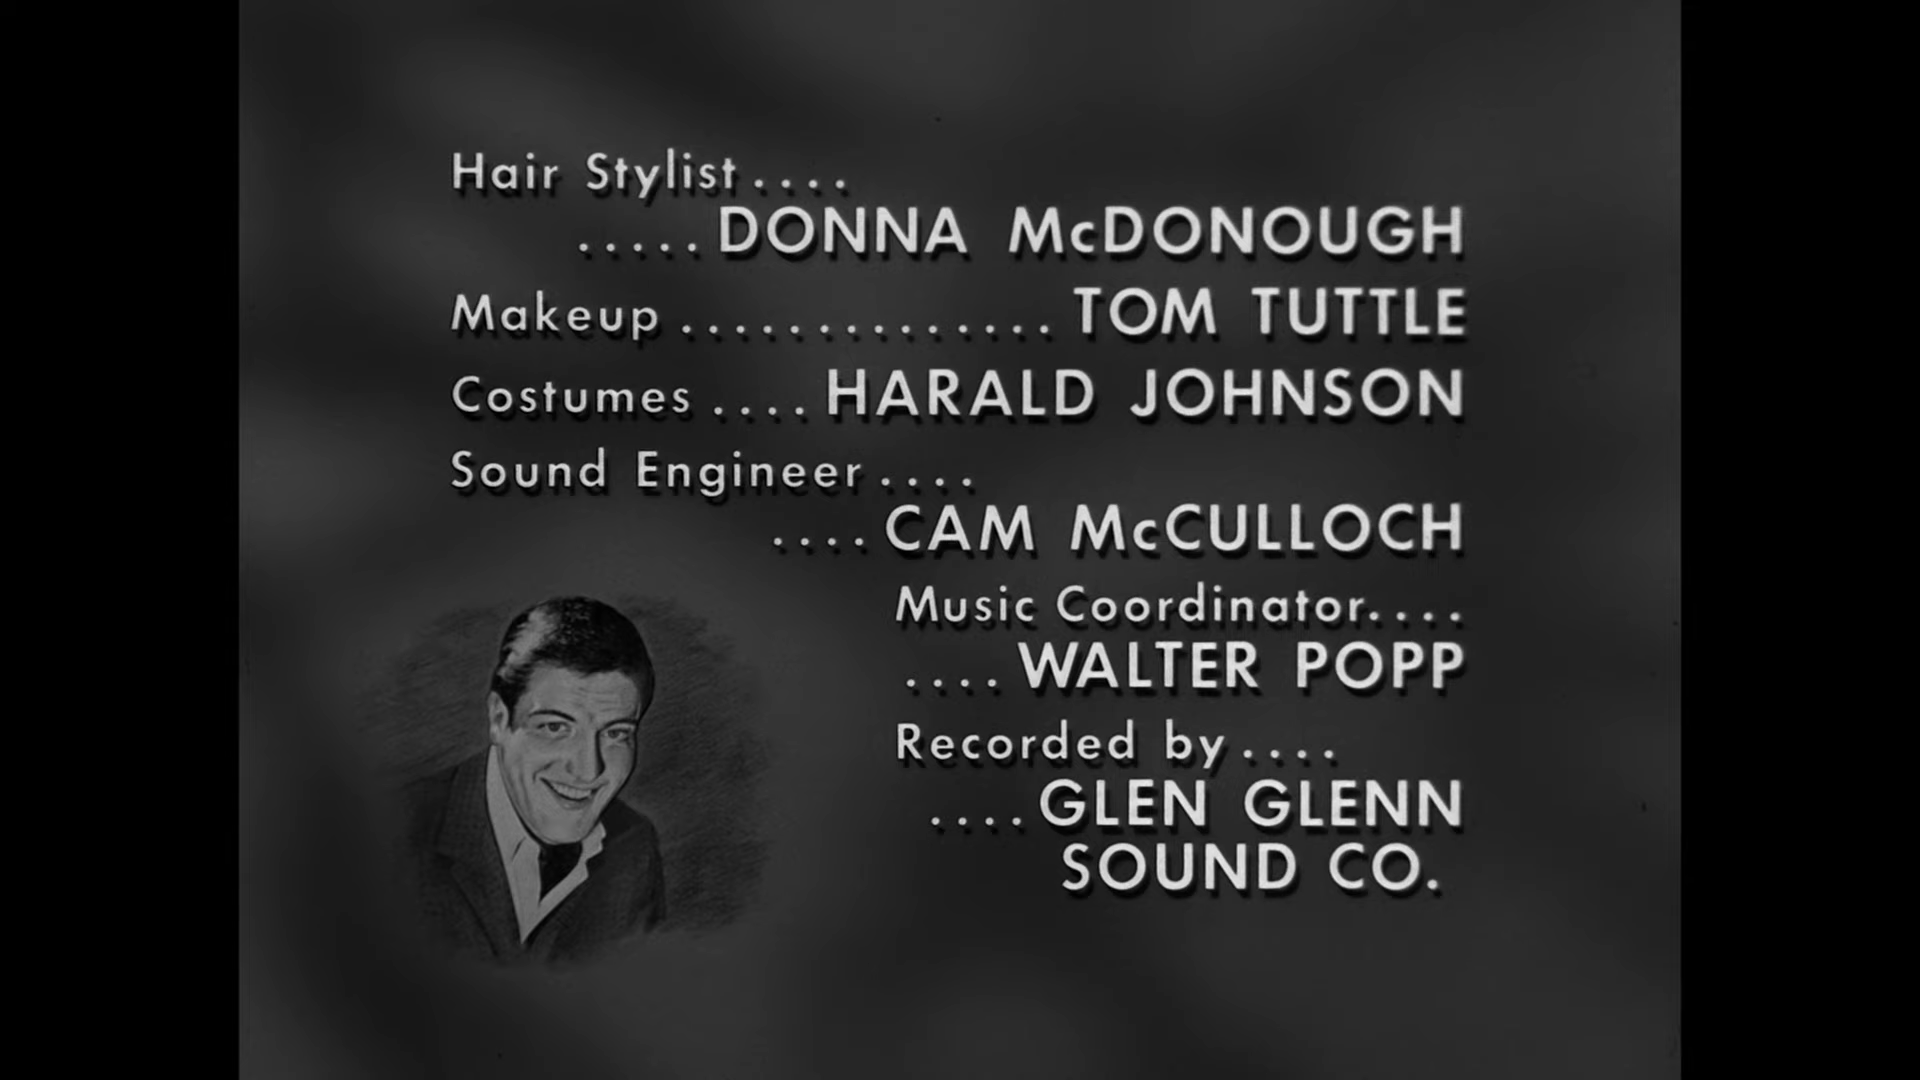 Hair Stylist....
.....DONNA McDONOUGH
Makeup..............TOM TUTTLE
Costumes....HARALD JOHNSON
Sound Engineer....
....CAM McCULLOCH
Music Coordinator....
....WALTER POPP
Recorded by....
....GLEN GLENN
SOUND CO.